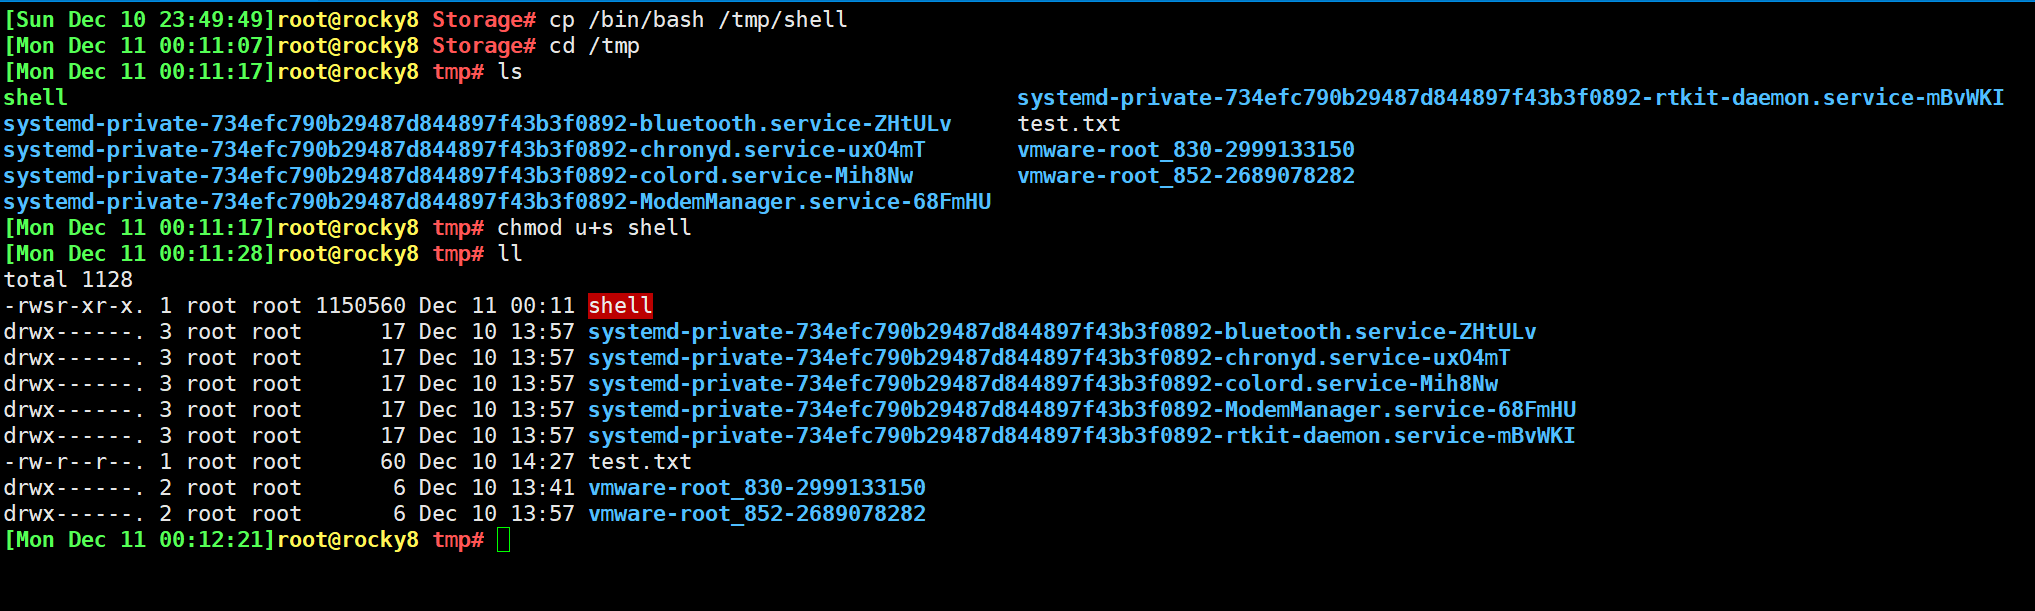 [Sun Dec 10 23:49:49]root@rocky8 Storage# cp /bin/bash /tmp/shell
[Mon Dec 11 00:11:07]root@rocky8 Storage# cd /tmp
[Mon Dec 11 00:11:17]root@rocky8 tmp# ls
shell systemd-private-734efc790b29487d844897f43b3f0892-rtkit-daemon.service-mBvWKI
systemd-private-734efc790b29487d844897f43b3f0892-bluetooth.service-ZHtULv test.txt
systemd-private-734efc790b29487d844897f43b3f0892-chronyd.service-uxO4mT vmware-root_830-2999133150
systemd-private-734efc790b29487d844897f43b3f0892-colord.service-Mih8Nw vmware-root_852-2689078282
systemd-private-734efc790b29487d844897f43b3f0892-ModemManager.service-68FmHU
[Mon Dec 11 00:11:17]root@rocky8 tmp# chmod u+s shell
[Mon Dec 11 00:11:28]root@rocky8 tmp# ll
total 1128
-rwsr-xr-x. 1 root root 1150560 Dec 11 00:11 shell
drwx------. 3 root root 17 Dec 10 13:57 systemd-private-734efc790b29487d844897f43b3f0892-bluetooth.service-ZHtULv
drwx------. 3 root root 17 Dec 10 13:57 systemd-private-734efc790b29487d844897f43b3f0892-chronyd.service-uxO4mT
drwx------. 3 root root 17 Dec 10 13:57 systemd-private-734efc790b29487d844897f43b3f0892-colord.service-Mih8Nw
drwx------. 3 root root 17 Dec 10 13:57 systemd-private-734efc790b29487d844897f43b3f0892-ModemManager.service-68FmHU
drwx------. 3 root root 17 Dec 10 13:57 systemd-private-734efc790b29487d844897f43b3f0892-rtkit-daemon.service-mBvWKI
-rw-r--r--. 1 root root 60 Dec 10 14:27 test.txt
drwx------. 2 root root 6 Dec 10 13:41 vmware-root_830-2999133150
drwx------. 2 root root 6 Dec 10 13:57 vmware-root_852-2689078282
[Mon Dec 11 00:12:21]root@rocky8 tmp#